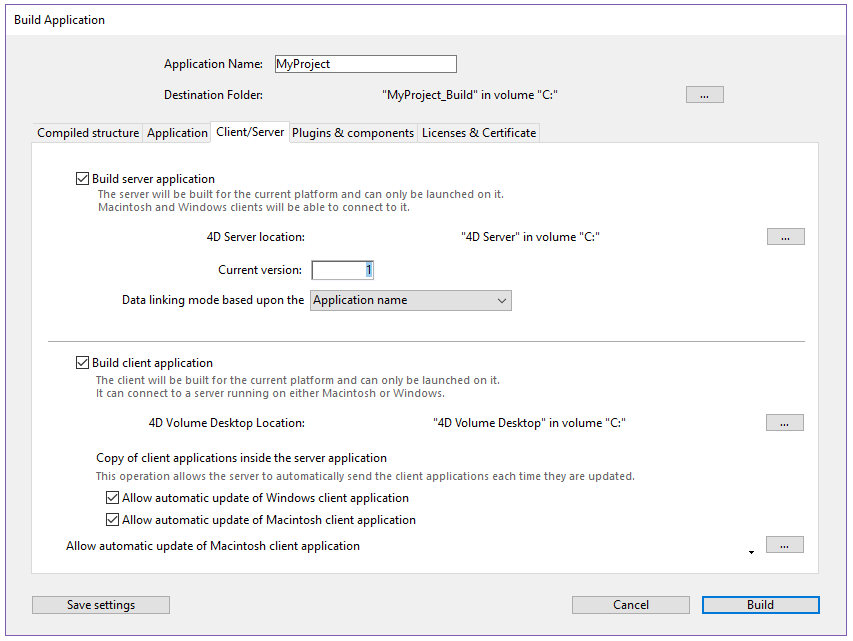 Build Application
Application Name: MyProject
Destination Folder: "MyProject_Build" in volume "C:" ...
Compiled structure Application Client/Server Plugins & components Licenses & Certificate
Build server application
The server will be built for the current platform and can only be launched on it.
Macintosh and Windows clients will be able to connect to it.
4D Server location: "4D Server" in volume "C:" ...
Current version: 1
Data linking mode based upon the Application name
Build client application
The client will be built for the current platform and can only be launched on it.
It can connect to a server running on either Macintosh or Windows.
4D Volume Desktop Location: "4D Volume Desktop" in volume "C:" ...
Copy of client applications inside the server application
This operation allows the server to automatically send the client applications each time they are updated.
Allow automatic update of Windows client application
Allow automatic update of Macintosh client application
Allow automatic update of Macintosh client application ...
Save settings Cancel Build